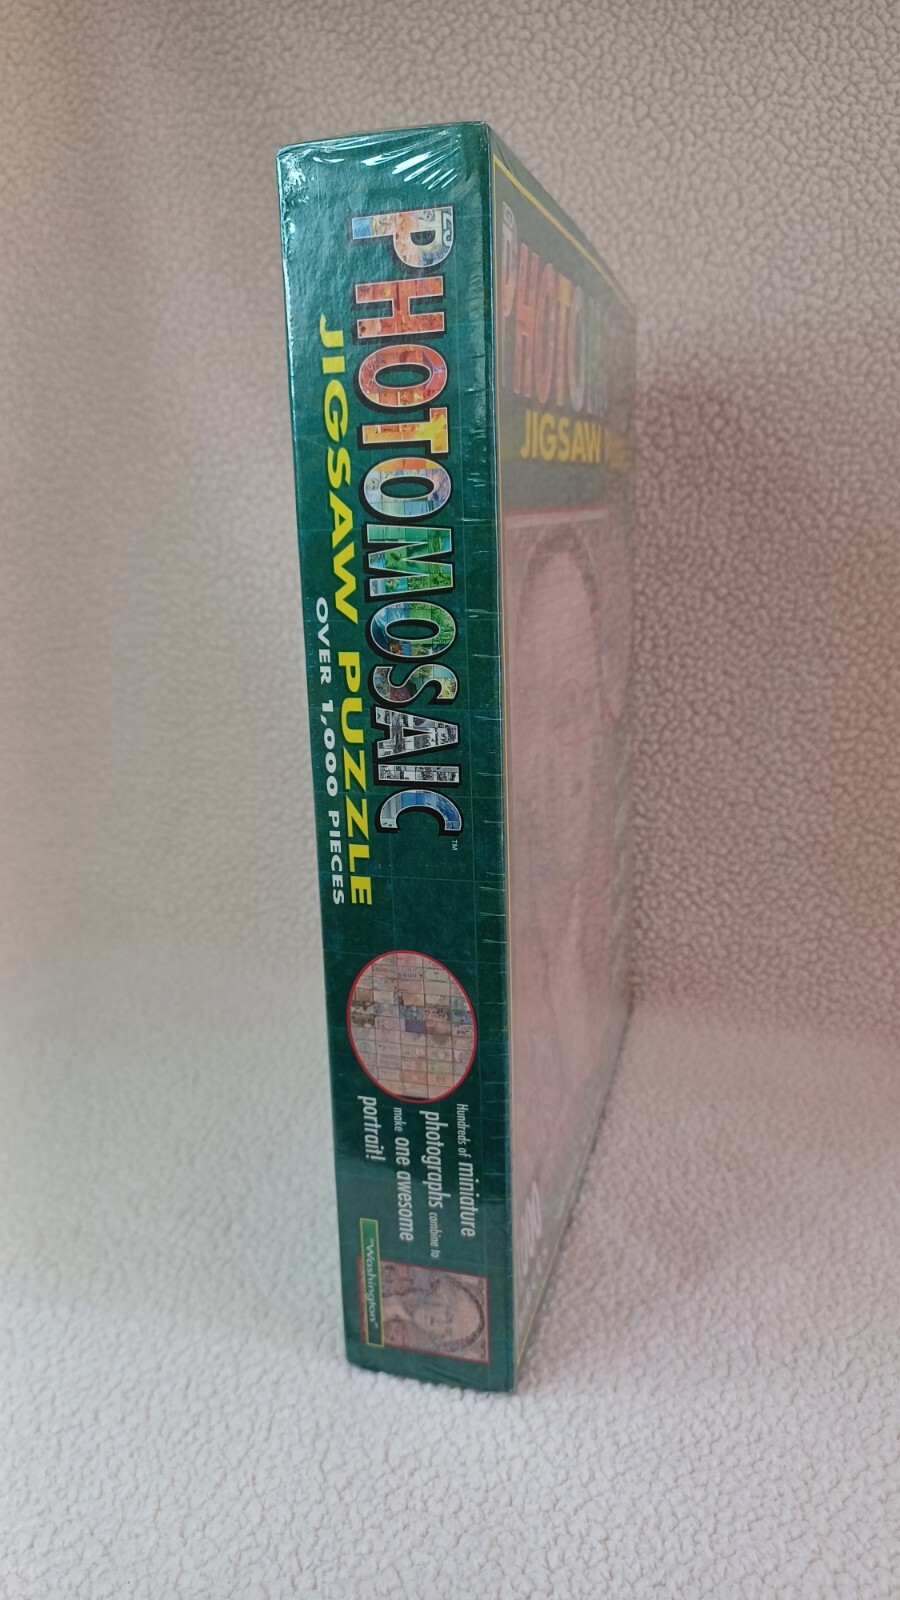 PHOTOMOSAIC™
JIGSAW PUZZLE
OVER 1,000 PIECES
Hundreds of miniature
photographs combine to
make one awesome
portrait!
"Washington"
JIGSAW